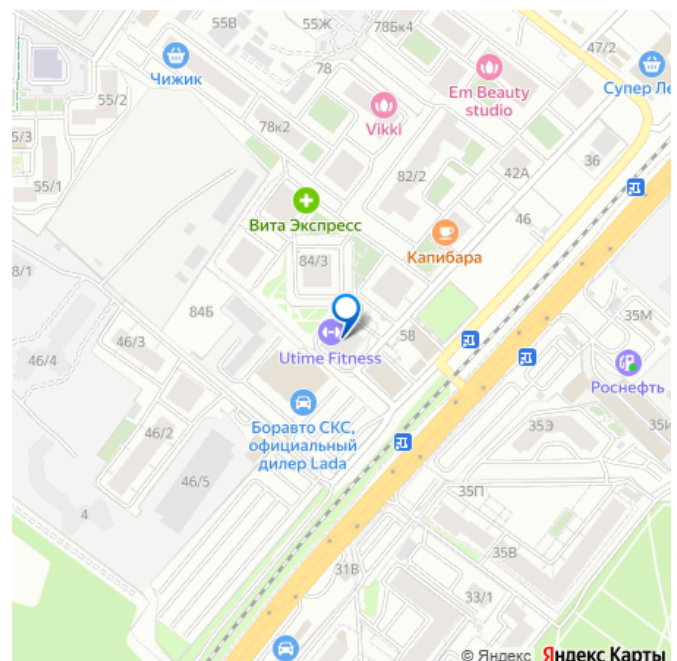 55В
55Ж
78Бк4
47/2
Чижик
78
Em Beauty
studio
Супер Ле
55/2
Vikki
78к2
5/3
36
82/2
42А
55/1
46
Вита Экспресс
Капибара
84/3
8/1
84Б
35М
58
46/3
Utime Fitness
46/4
Роснефть
Боравто СКС,
официальный
дилер Lada
46/2
35Э
35И
46/5
35П
4
35В
31В
33/1
© Яндекс Яндекс Карты